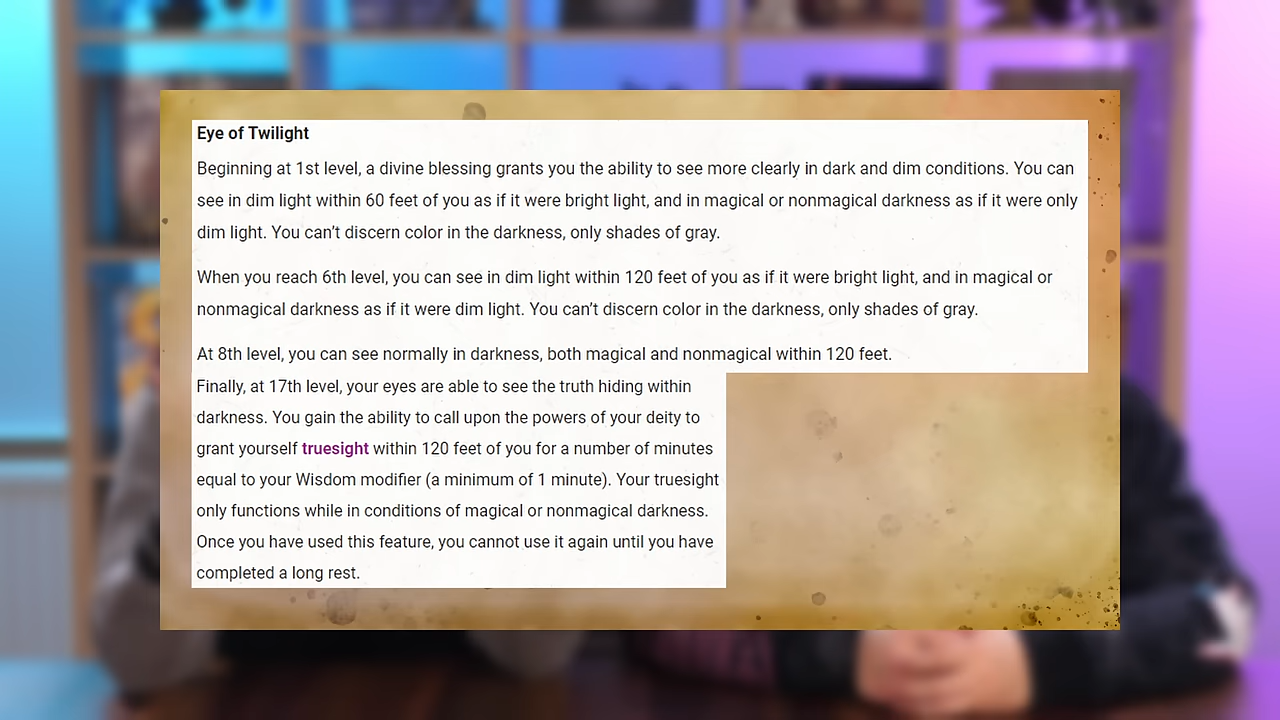 Eye of Twilight
Beginning at 1st level, a divine blessing grants you the ability to see more clearly in dark and dim conditions. You can
see in dim light within 60 feet of you as if it were bright light, and in magical or nonmagical darkness as if it were only
dim light. You can’t discern color in the darkness, only shades of gray.
When you reach 6th level, you can see in dim light within 120 feet of you as if it were bright light, and in magical or
nonmagical darkness as if it were dim light. You can’t discern color in the darkness, only shades of gray.
At 8th level, you can see normally in darkness, both magical and nonmagical within 120 feet.
Finally, at 17th level, your eyes are able to see the truth hiding within
darkness. You gain the ability to call upon the powers of your deity to
grant yourself truesight within 120 feet of you for a number of minutes
equal to your Wisdom modifier (a minimum of 1 minute). Your truesight
only functions while in conditions of magical or nonmagical darkness.
Once you have used this feature, you cannot use it again until you have
completed a long rest.